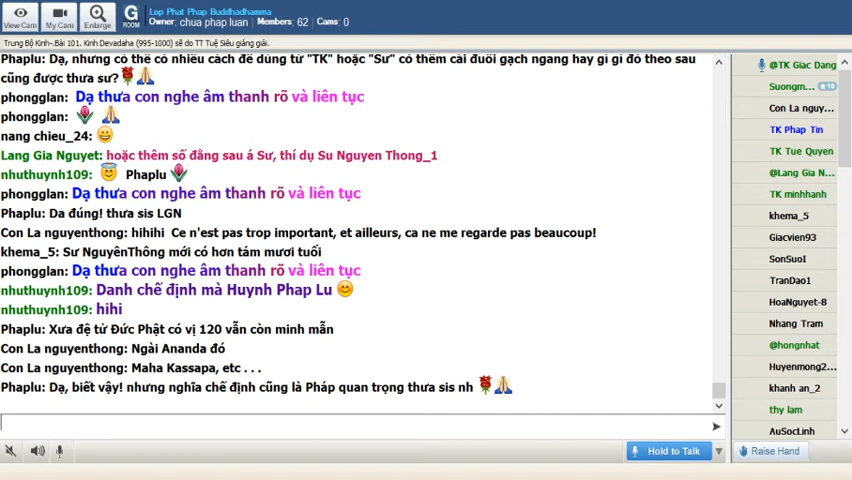 View Cam
My Cam
Enlarge
G
ROOM
Lop Phat Phap Buddhadhamma
Owner: chua phap luan Members: 62 Cams: 0
Trung Bộ Kinh-.Bài 101. Kinh Devadaha (995-1000) sẽ do TT Tuệ Siêu giảng giải.
Phaplu: Dạ, nhưng có thể có nhiều cách để dùng từ "TK" hoặc "Sư" có thêm cái đuôi gạch ngang hay gì gì đó theo sau
cũng được thưa sư?
phongglan: Dạ thưa con nghe âm thanh rõ và liên tục
phongglan:
nang chieu_24:
Lang Gia Nguyet: hoặc thêm số đằng sau á Sư, thí dụ Su Nguyen Thong_1
nhuthuynh109: Phaplu
phongglan: Dạ thưa con nghe âm thanh rõ và liên tục
Phaplu: Da đúng! thưa sis LGN
Con La nguyenthong: hihihi Ce n'est pas trop important, et ailleurs, ca ne me regarde pas beaucoup!
khema_5: Sư NguyênThông mới có hơn tám mươi tuổi
phongglan: Dạ thưa con nghe âm thanh rõ và liên tục
nhuthuynh109: Danh chế định mà Huynh Phap Lu
nhuthuynh109: hihi
Phaplu: Xưa đệ tử Đức Phật có vị 120 vẫn còn minh mẫn
Con La nguyenthong: Ngài Ananda đó
Con La nguyenthong: Maha Kassapa, etc . . .
Phaplu: Dạ, biết vậy! nhưng nghĩa chế định cũng là Pháp quan trọng thưa sis nh
Hold to Talk
@TK Giac Dang
Suongm... 10
Con La nguy...
TK Phap Tin
TK Tue Quyen
@Lang Gia N...
TK minhhanh
khema_5
Giacvien93
SonSuoI
TranDao1
HoaNguyet-8
Nhang Tram
@hongnhat
Huyenmong2...
khanh an_2
thy lam
AuSocLinh
Raise Hand